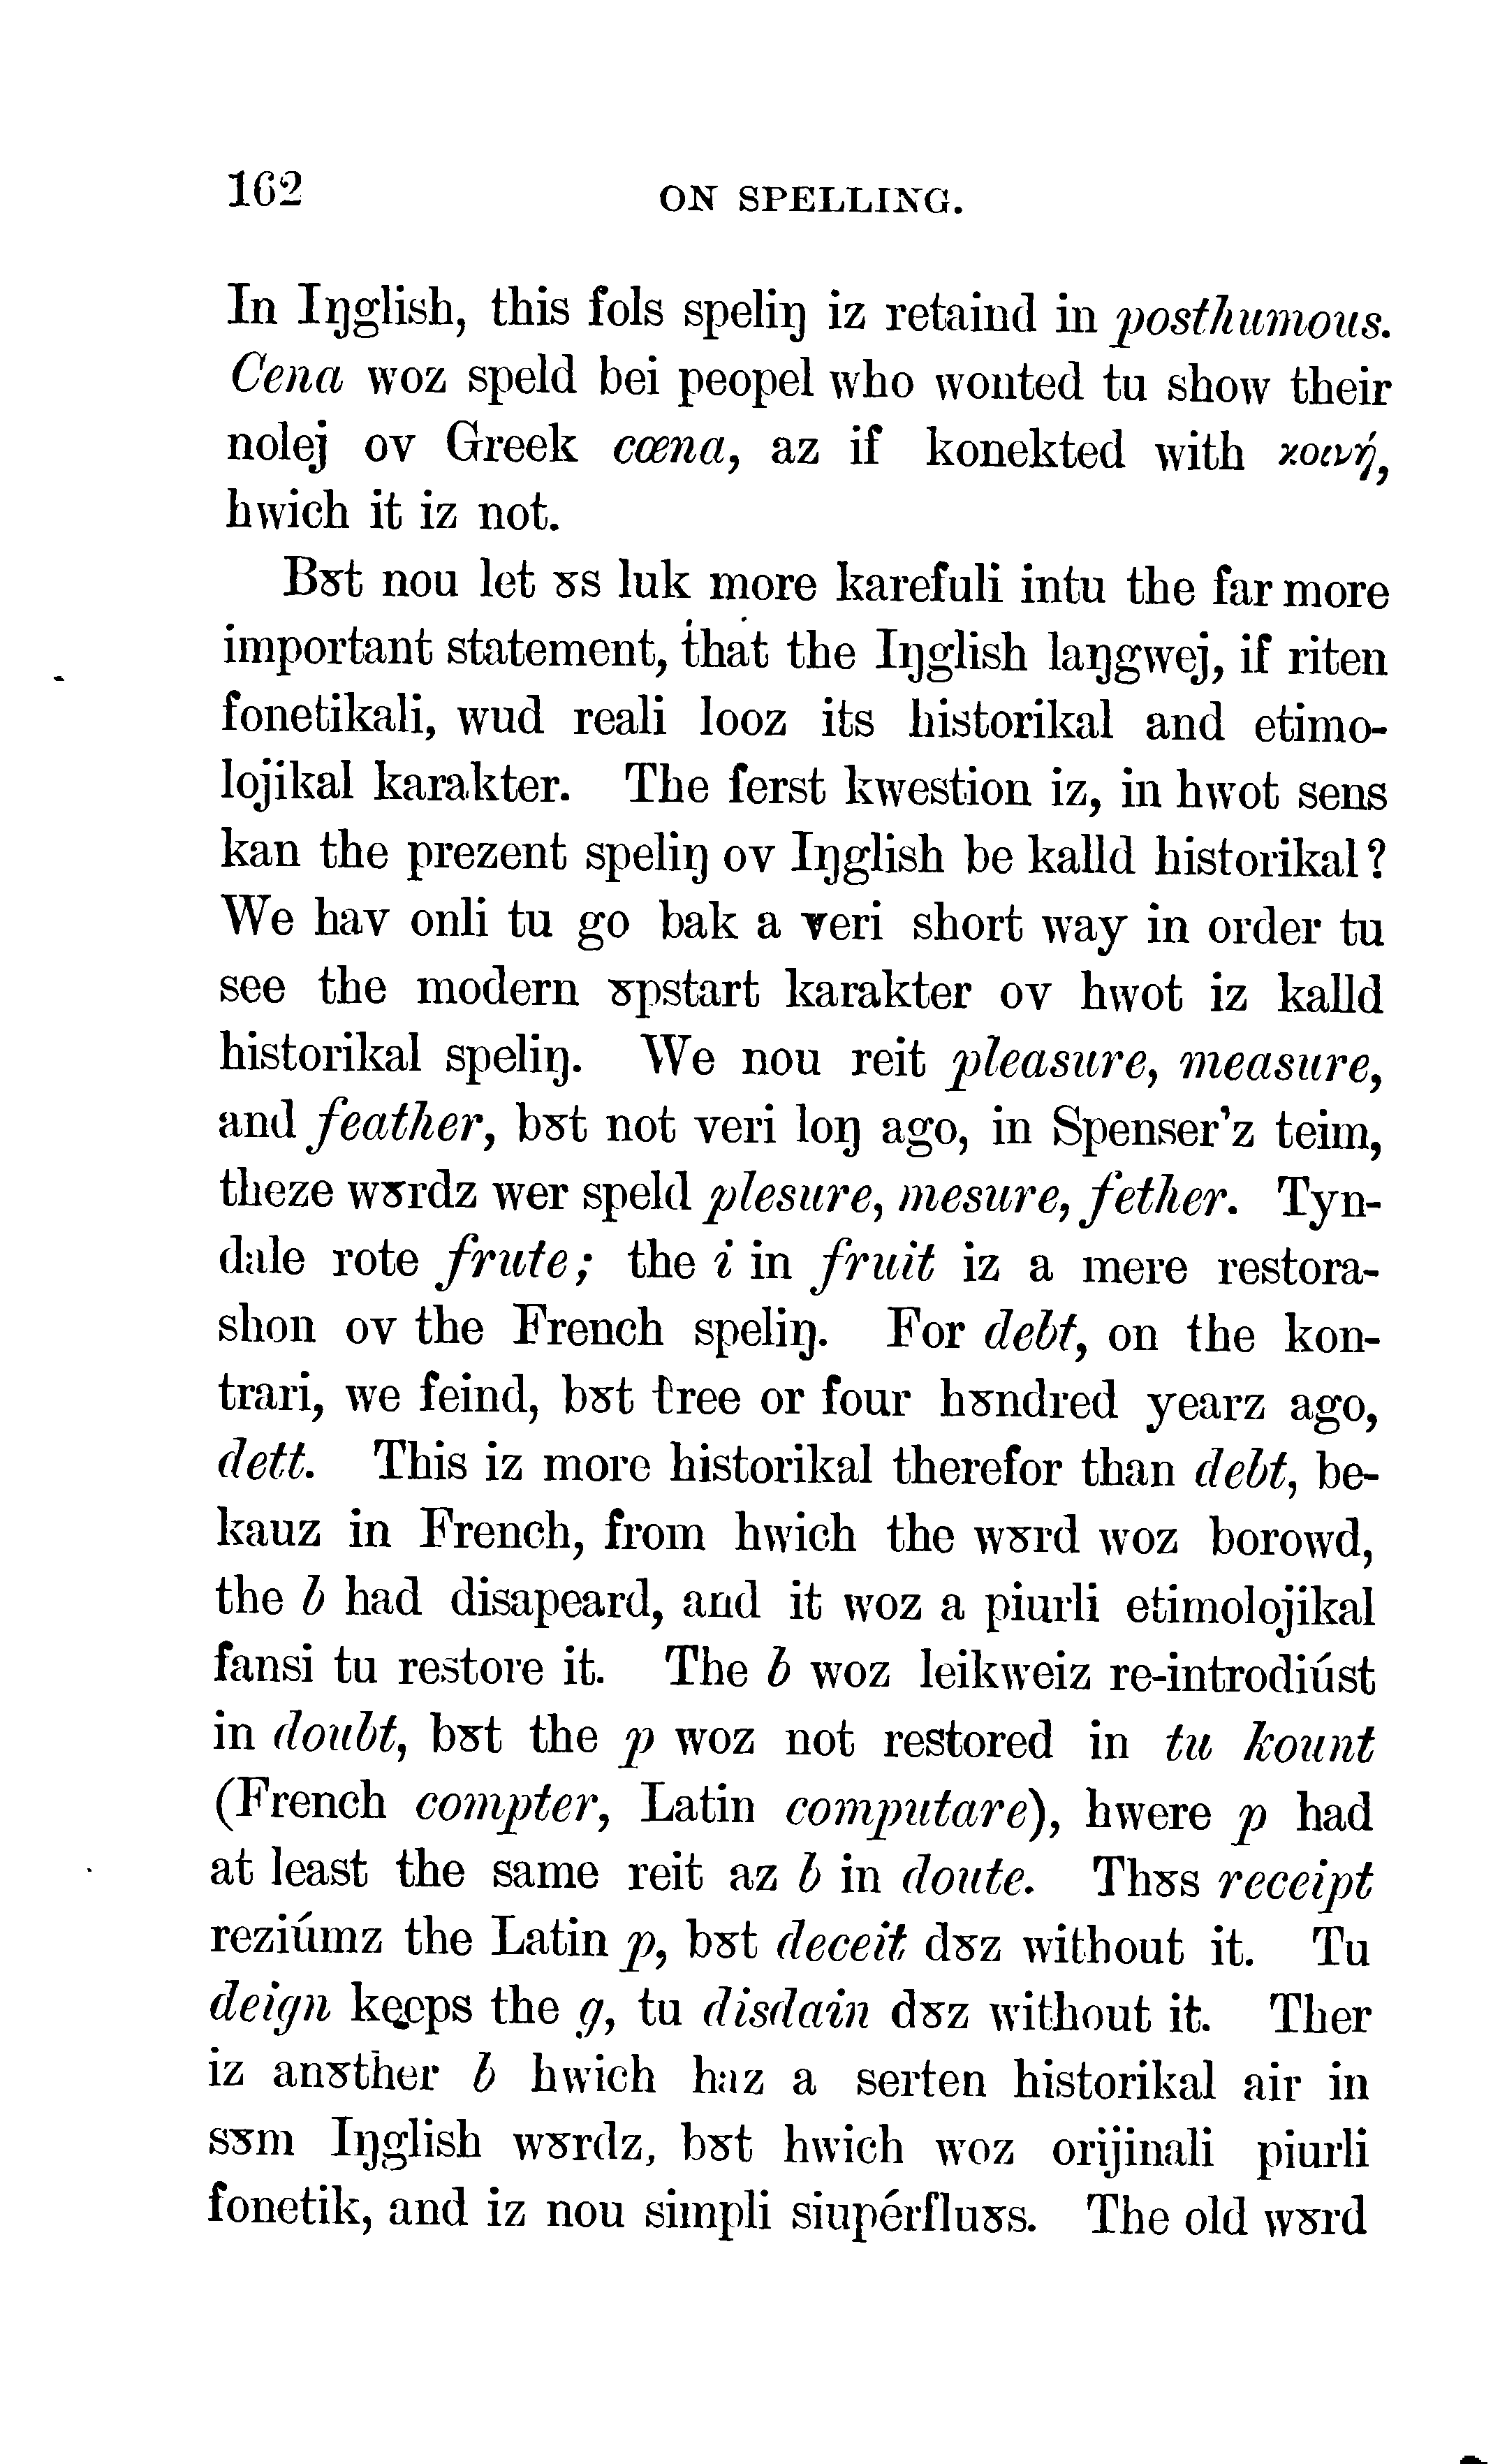 162 ON SPELLING.
In Iŋglish, this fols speliŋ iz retaind in posthumous.
Cena woz speld bei peopel who wonted tu show their
nolej ov Greek cœna, az if konekted with κοινή,
hwich it iz not.
Bɤt nou let ɤs luk more karefuli intu the far more
important statement, that the Iŋglish laŋgwej, if riten
fonetikali, wud reali looz its historikal and etimo-
lojikal karakter. The ferst kwestion iz, in hwot sens
kan the prezent speliŋ ov Iŋglish be kalld historikal?
We hav onli tu go bak a veri short way in order tu
see the modern ɤpstart karakter ov hwot iz kalld
historikal speliŋ. We nou reit pleasure, measure,
and feather, bɤt not veri loŋ ago, in Spenser'z teim,
theze wɤrdz wer speld plesure, mesure, fether. Tyn-
dale rote frute; the i in fruit iz a mere restora-
shon ov the French speliŋ. For debt, on the kon-
trari, we feind, bɤt ŧree or four hɤndred yearz ago,
dett. This iz more historikal therefor than debt, be-
kauz in French, from hwich the wɤrd woz borowd,
the b had disapeard, and it woz a piurli etimolojikal
fansi tu restore it. The b woz leikweiz re-introdiúst
in doubt, bɤt the p woz not restored in tu kount
(French compter, Latin computare), hwere p had
at least the same reit az b in doute. Thɤs receipt
reziúmz the Latin p, bɤt deceit dɤz without it. Tu
deign keeps the g, tu disdain dɤz without it. Ther
iz anɤther b hwich haz a serten historikal air in
sɤm Iŋglish wɤrdz, bɤt hwich woz orijinali piurli
fonetik, and iz nou simpli siupérfluɤs. The old wɤrd